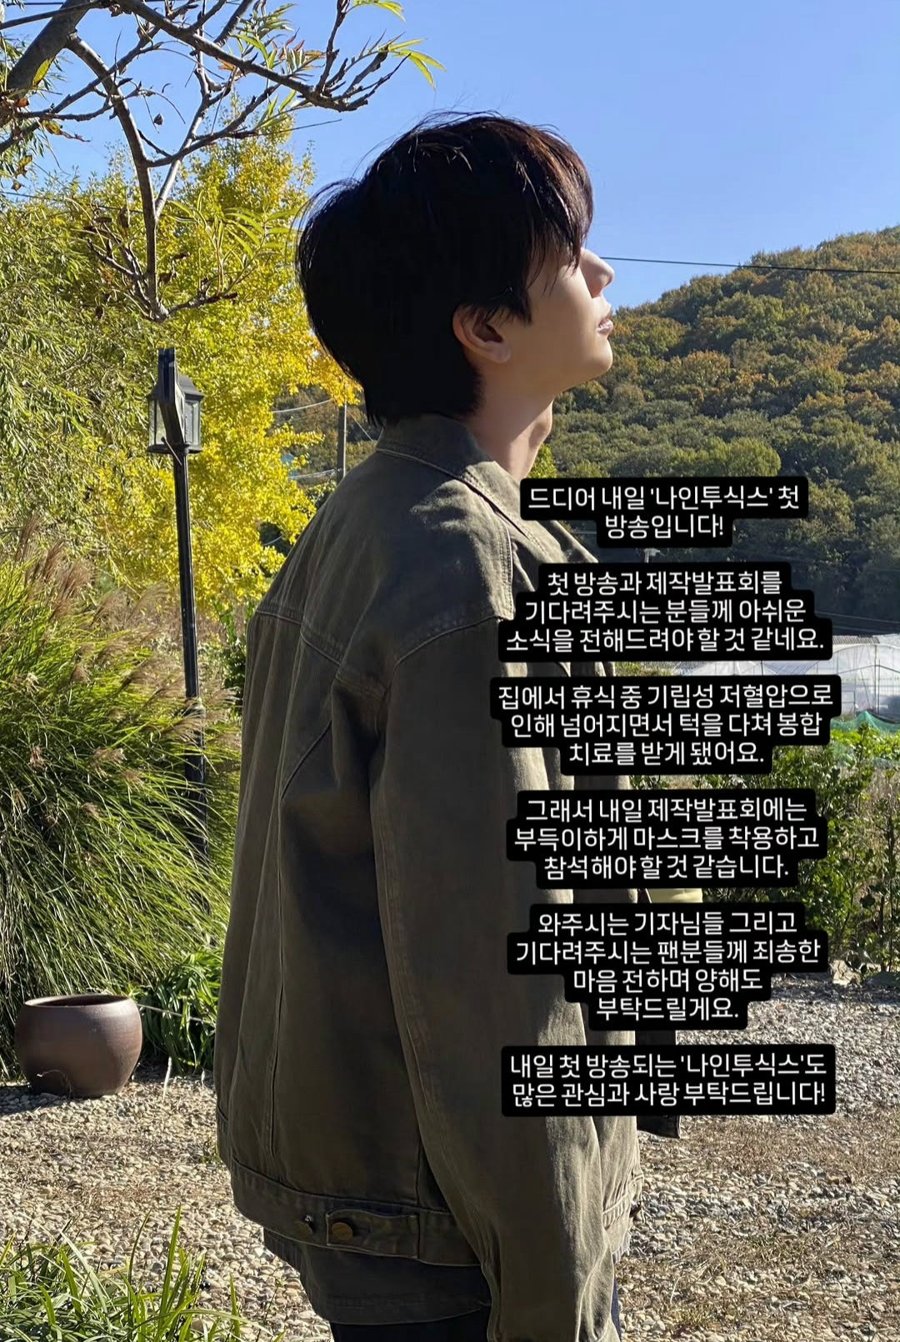 드디어 내일 '나인투식스' 첫
방송입니다!
첫 방송과 제작발표회를
기다려주시는 분들께 아쉬운
소식을 전해드려야 할 것 같네요.
집에서 휴식 중 기립성 저혈압으로
인해 넘어지면서 턱을 다쳐 봉합
치료를 받게 됐어요.
그래서 내일 제작발표회에는
부득이하게 마스크를 착용하고
참석해야 할 것 같습니다.
와주시는 기자님들 그리고
기다려주시는 팬분들께 죄송한
마음 전하며 양해도
부탁드릴게요.
내일 첫 방송되는 '나인투식스'도
많은 관심과 사랑 부탁드립니다!